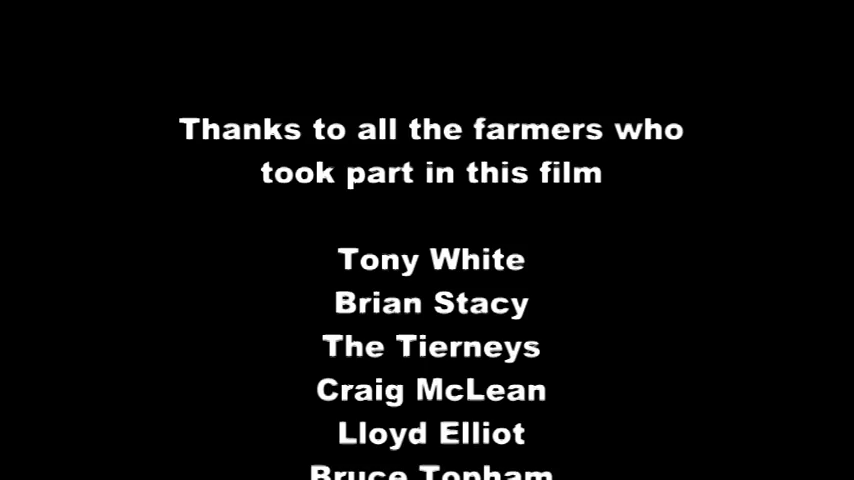 Thanks to all the farmers who
took part in this film
Tony White
Brian Stacy
The Tierneys
Craig McLean
Lloyd Elliot
Bruce Topham